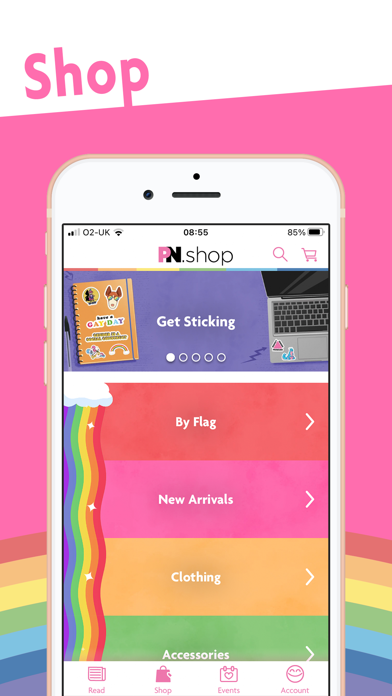 Shop
O2-UK
08:55
85%
PN.shop
have a
GAY DAY
Get Sticking
By Flag
New Arrivals
Clothing
Accessories
Read
Shop
Events
Account